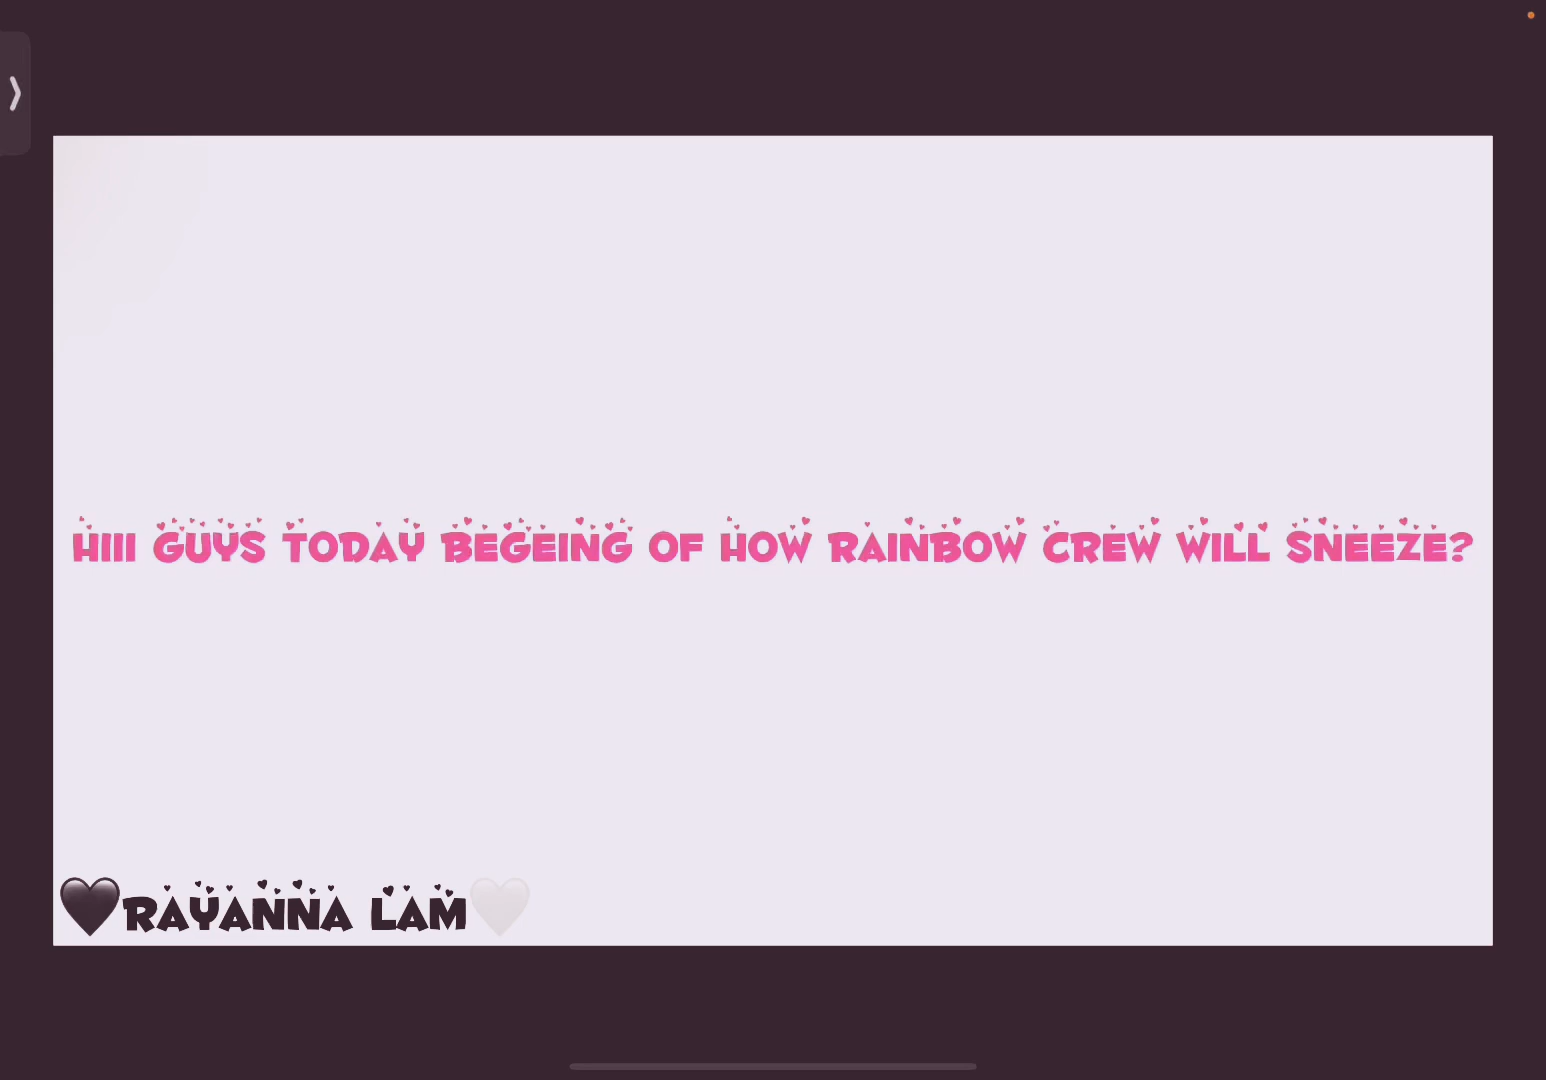 HIII GUYS TODAY BEGEING OF HOW RAINBOW CREW WILL SNEEZE?
🖤RAYANNA LAM🤍